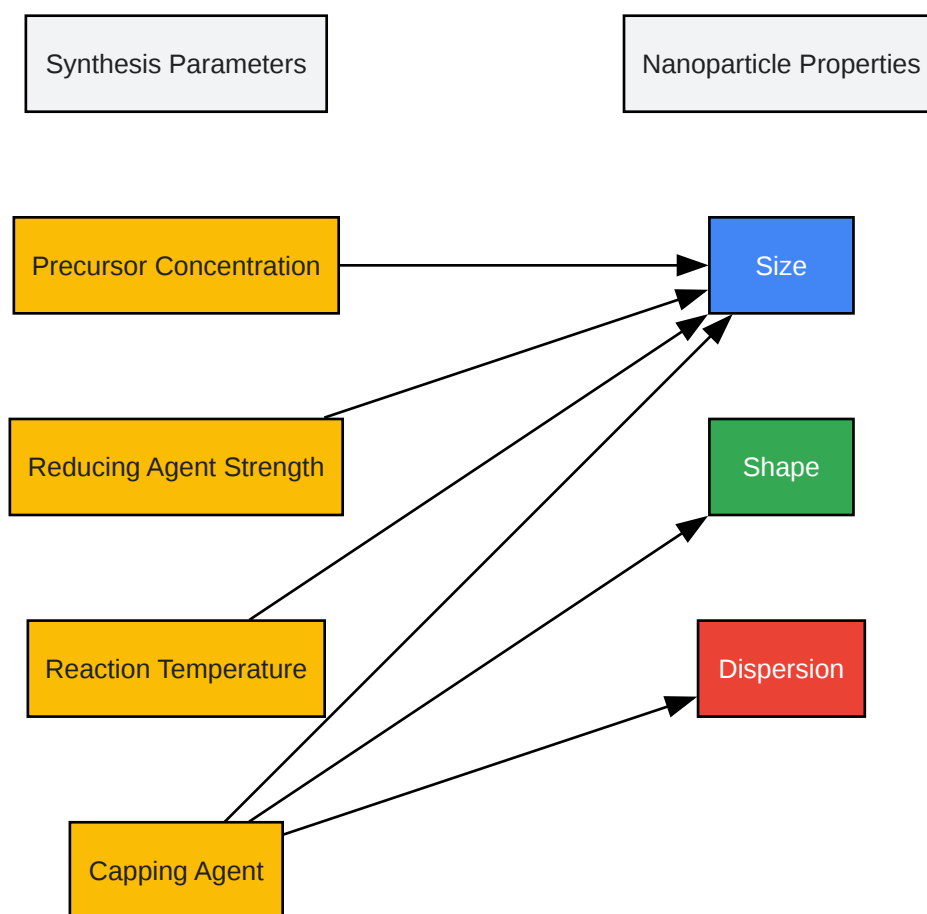 Synthesis Parameters
Nanoparticle Properties
Precursor Concentration
Size
Reducing Agent Strength
Shape
Reaction Temperature
Dispersion
Capping Agent